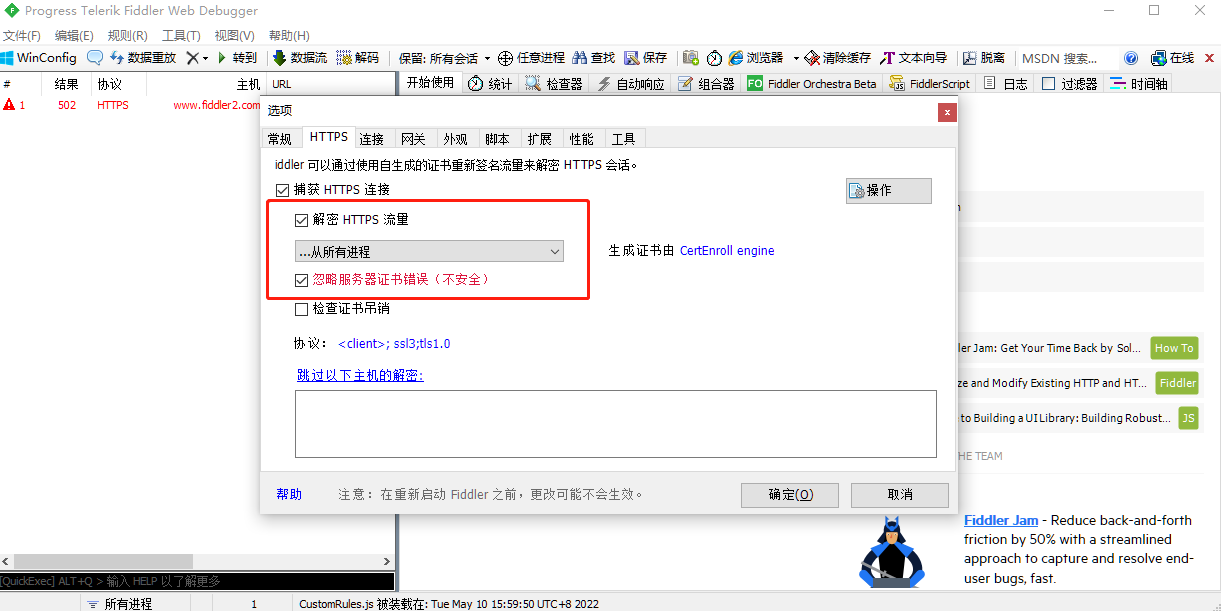 Progress Telerik Fiddler Web Debugger
文件(F) 编辑(E) 规则(R) 工具(T) 视图(V) 帮助(H)
WinConfig 数据重放 转到 数据流 解码 保留: 所有会话 任意进程 查找 保存 浏览器 清除缓存 文本向导 脱离 MSDN 搜索... 在线
# 结果 协议 主机 URL
开始使用 统计 检查器 自动响应 组合器 FO Fiddler Orchestra Beta FiddlerScript 日志 过滤器 时间轴
1 502 HTTPS www.fiddler2.com
选项
常规 HTTPS 连接 网关 外观 脚本 扩展 性能 工具
iddler 可以通过使用自生成的证书重新签名流量来解密 HTTPS 会话。
捕获 HTTPS 连接
操作
解密 HTTPS 流量
...从所有进程
生成证书由 CertEnroll engine
忽略服务器证书错误（不安全）
检查证书吊销
协议： <client>; ssl3;tls1.0
跳过以下主机的解密:
ller Jam: Get Your Time Back by Sol... How To
ze and Modify Existing HTTP and HT... Fiddler
e to Building a UI Library: Building Robust... JS
HE TEAM
帮助 注意：在重新启动 Fiddler 之前，更改可能不会生效。 确定(O) 取消
Fiddler Jam - Reduce back-and-forth
friction by 50% with a streamlined
approach to capture and resolve end-
user bugs, fast.
[QuickExec] ALT+Q > 输入 HELP 以了解更多
所有进程 1 CustomRules.js 被装载在: Tue May 10 15:59:50 UTC+8 2022